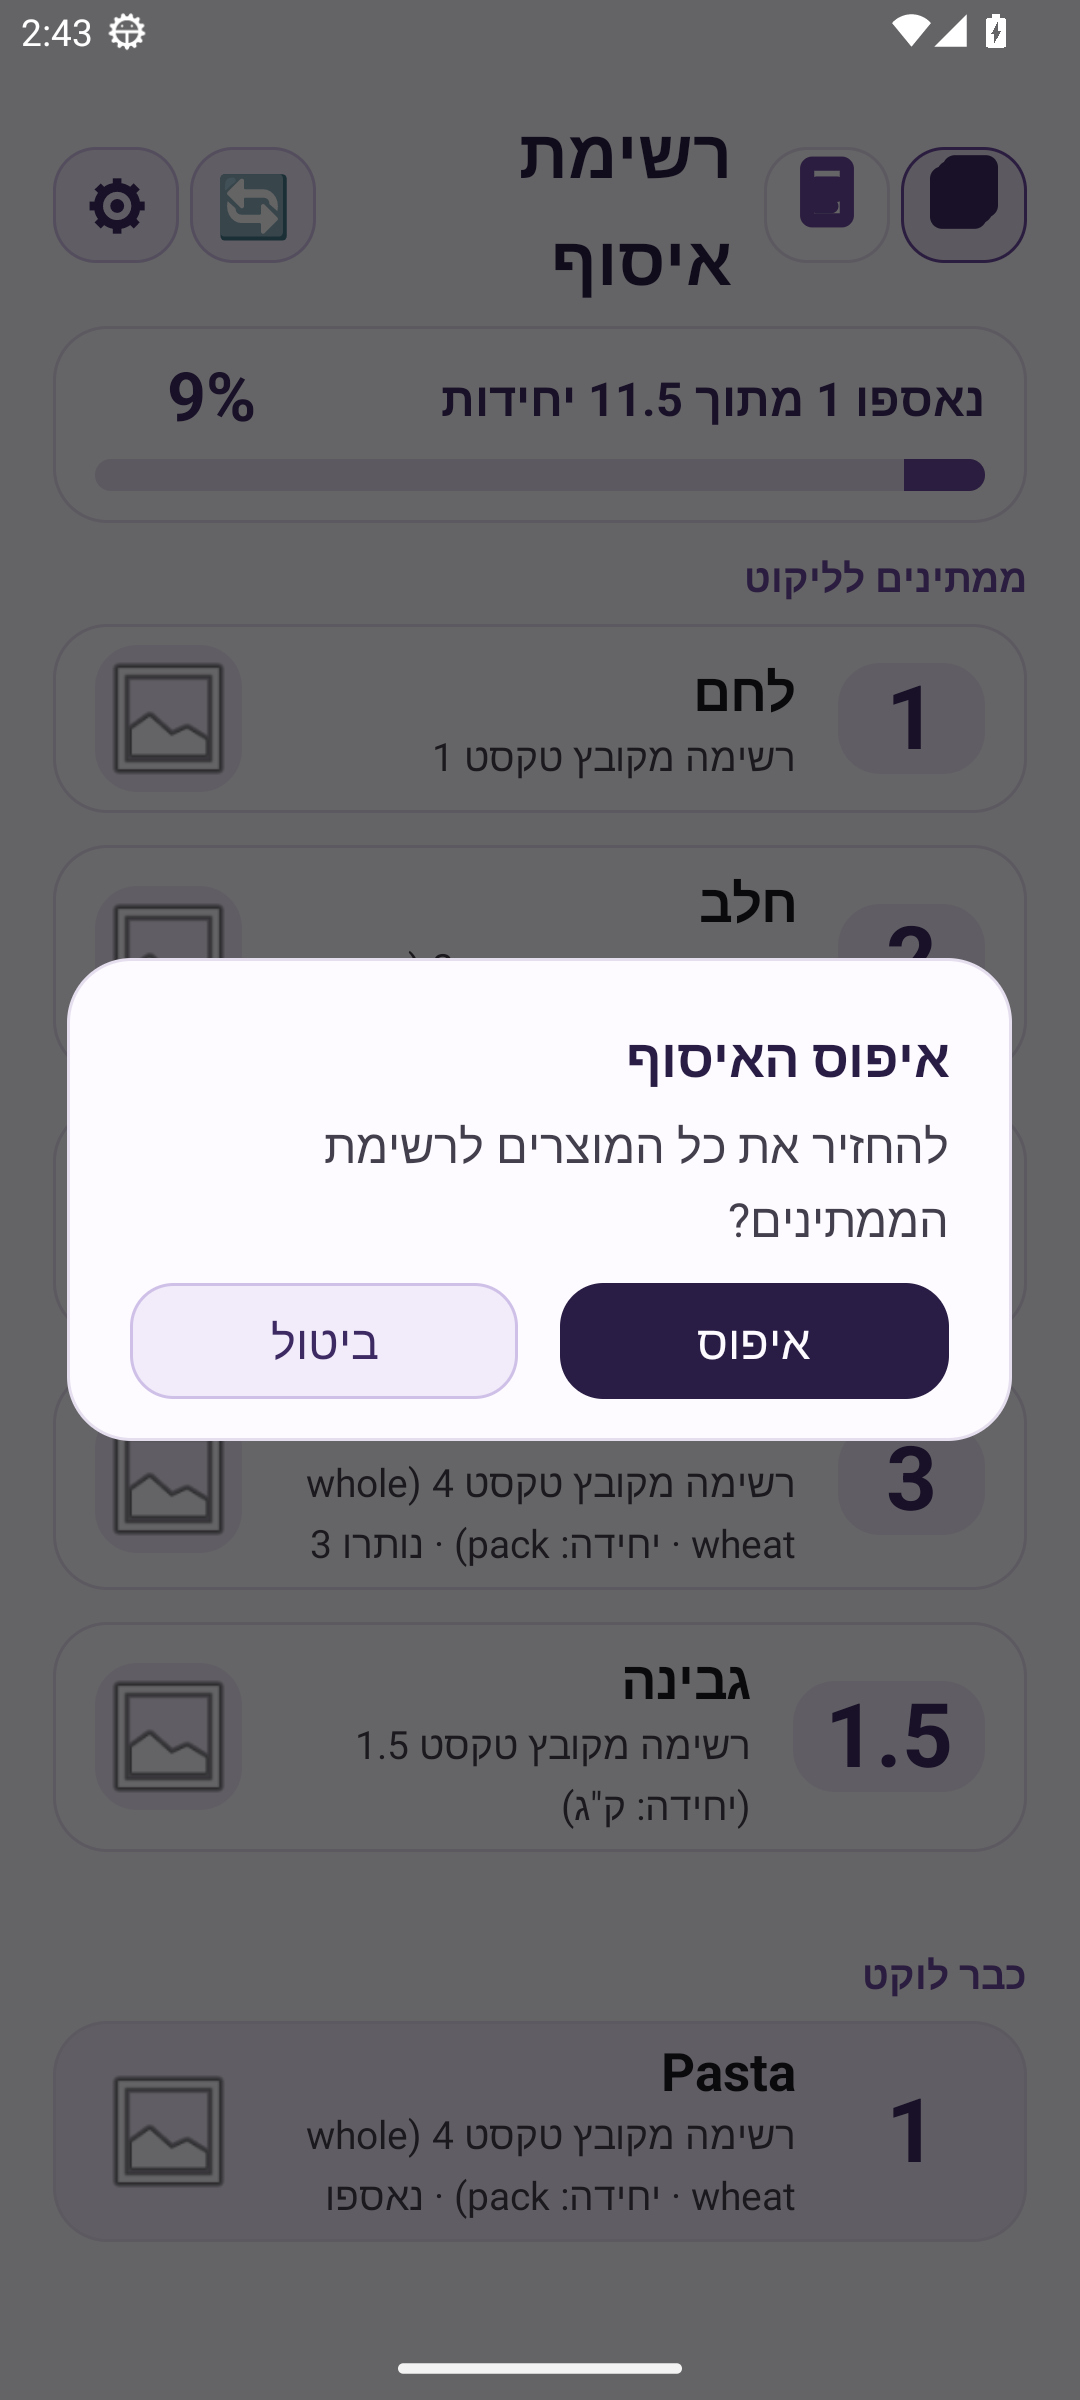 2:43
רשימת
איסוף
נאספו 1 מתוך 11.5 יחידות
9%
ממתינים לליקוט
1
לחם
רשימה מקובץ טקסט 1
2
חלב
איפוס האיסוף
להחזיר את כל המוצרים לרשימת
הממתינים?
איפוס
ביטול
3
רשימה מקובץ טקסט 4 (whole
wheat · יחידה: pack) · נותרו 3
1.5
גבינה
רשימה מקובץ טקסט 1.5
(יחידה: ק"ג)
כבר לוקט
1
Pasta
רשימה מקובץ טקסט 4 (whole
wheat · יחידה: pack) · נאספו